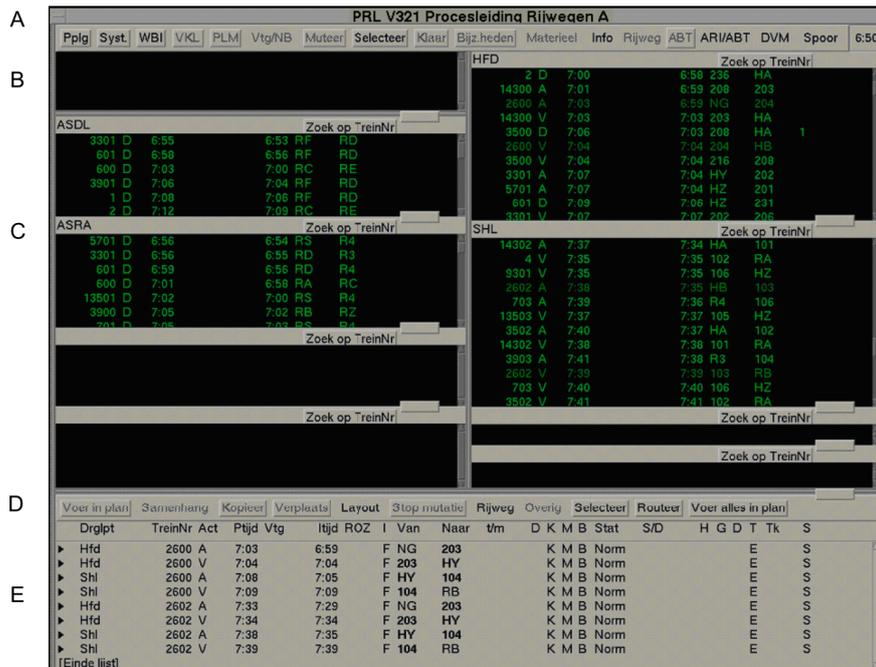 A
PRL V321 Procesleiding Rijwegen A
Pplg Syst. WBI VKL PLM Vtg/NB Muteer Selecteer Klaar Bijz.heden Materieel Info Rijweg ABT ARI/ABT DVM Spoor 6:50
B
HFD Zoek op TreinNr
2 D 7:00 6:58 236 HA
14300 A 7:01 6:59 208 203
2600 A 7:03 6:59 NG 204
14300 V 7:03 7:03 203 HA
3500 D 7:06 7:03 208 HA 1
2600 V 7:04 7:04 204 HB
3500 V 7:04 7:04 216 208
3301 A 7:07 7:04 HY 202
5701 A 7:07 7:04 HZ 201
601 D 7:09 7:06 HZ 231
3301 V 7:07 7:07 202 206
ASDL Zoek op TreinNr
3301 D 6:55 6:53 RF RD
601 D 6:58 6:56 RF RD
600 D 7:03 7:00 RC RE
3901 D 7:06 7:04 RF RD
1 D 7:08 7:06 RF RD
2 D 7:12 7:09 RC RE
C
ASRA Zoek op TreinNr
5701 D 6:56 6:54 RS R4
3301 D 6:56 6:55 RD R3
601 D 6:59 6:56 RD R4
600 D 7:01 6:58 RA RC
13501 D 7:02 7:00 RS R4
3900 D 7:05 7:02 RB RZ
701 D 7:05 7:03 RS R4
Zoek op TreinNr
Zoek op TreinNr
SHL Zoek op TreinNr
14302 A 7:37 7:34 HA 101
4 V 7:35 7:35 102 RA
9301 V 7:35 7:35 106 HZ
2602 A 7:38 7:35 HB 103
703 A 7:39 7:36 R4 106
13503 V 7:37 7:37 105 HZ
3502 A 7:40 7:37 HA 102
14302 V 7:38 7:38 101 RA
3903 A 7:41 7:38 R3 104
2602 V 7:39 7:39 103 RB
703 V 7:40 7:40 106 HZ
3502 V 7:41 7:41 102 RA
Zoek op TreinNr
Zoek op TreinNr
D
Voer in plan Samenhang Kopieer Verplaats Layout Stop mutatie Rijweg Overig Selecteer Routeer Voer alles in plan
Drglpt TreinNr Act Ptijd Vtg Itijd ROZ I Van Naar t/m D K M B Stat S/D H G D T Tk S
E
Hfd 2600 A 7:03 6:59 F NG 203 K M B Norm E S
Hfd 2600 V 7:04 7:04 F 203 HY K M B Norm E S
Shl 2600 A 7:08 7:05 F HY 104 K M B Norm E S
Shl 2600 V 7:09 7:09 F 104 RB K M B Norm E S
Hfd 2602 A 7:33 7:29 F NG 203 K M B Norm E S
Hfd 2602 V 7:34 7:34 F 203 HY K M B Norm E S
Shl 2602 A 7:38 7:35 F HY 104 K M B Norm E S
Shl 2602 V 7:39 7:39 F 104 RB K M B Norm E S
[Einde lijst]